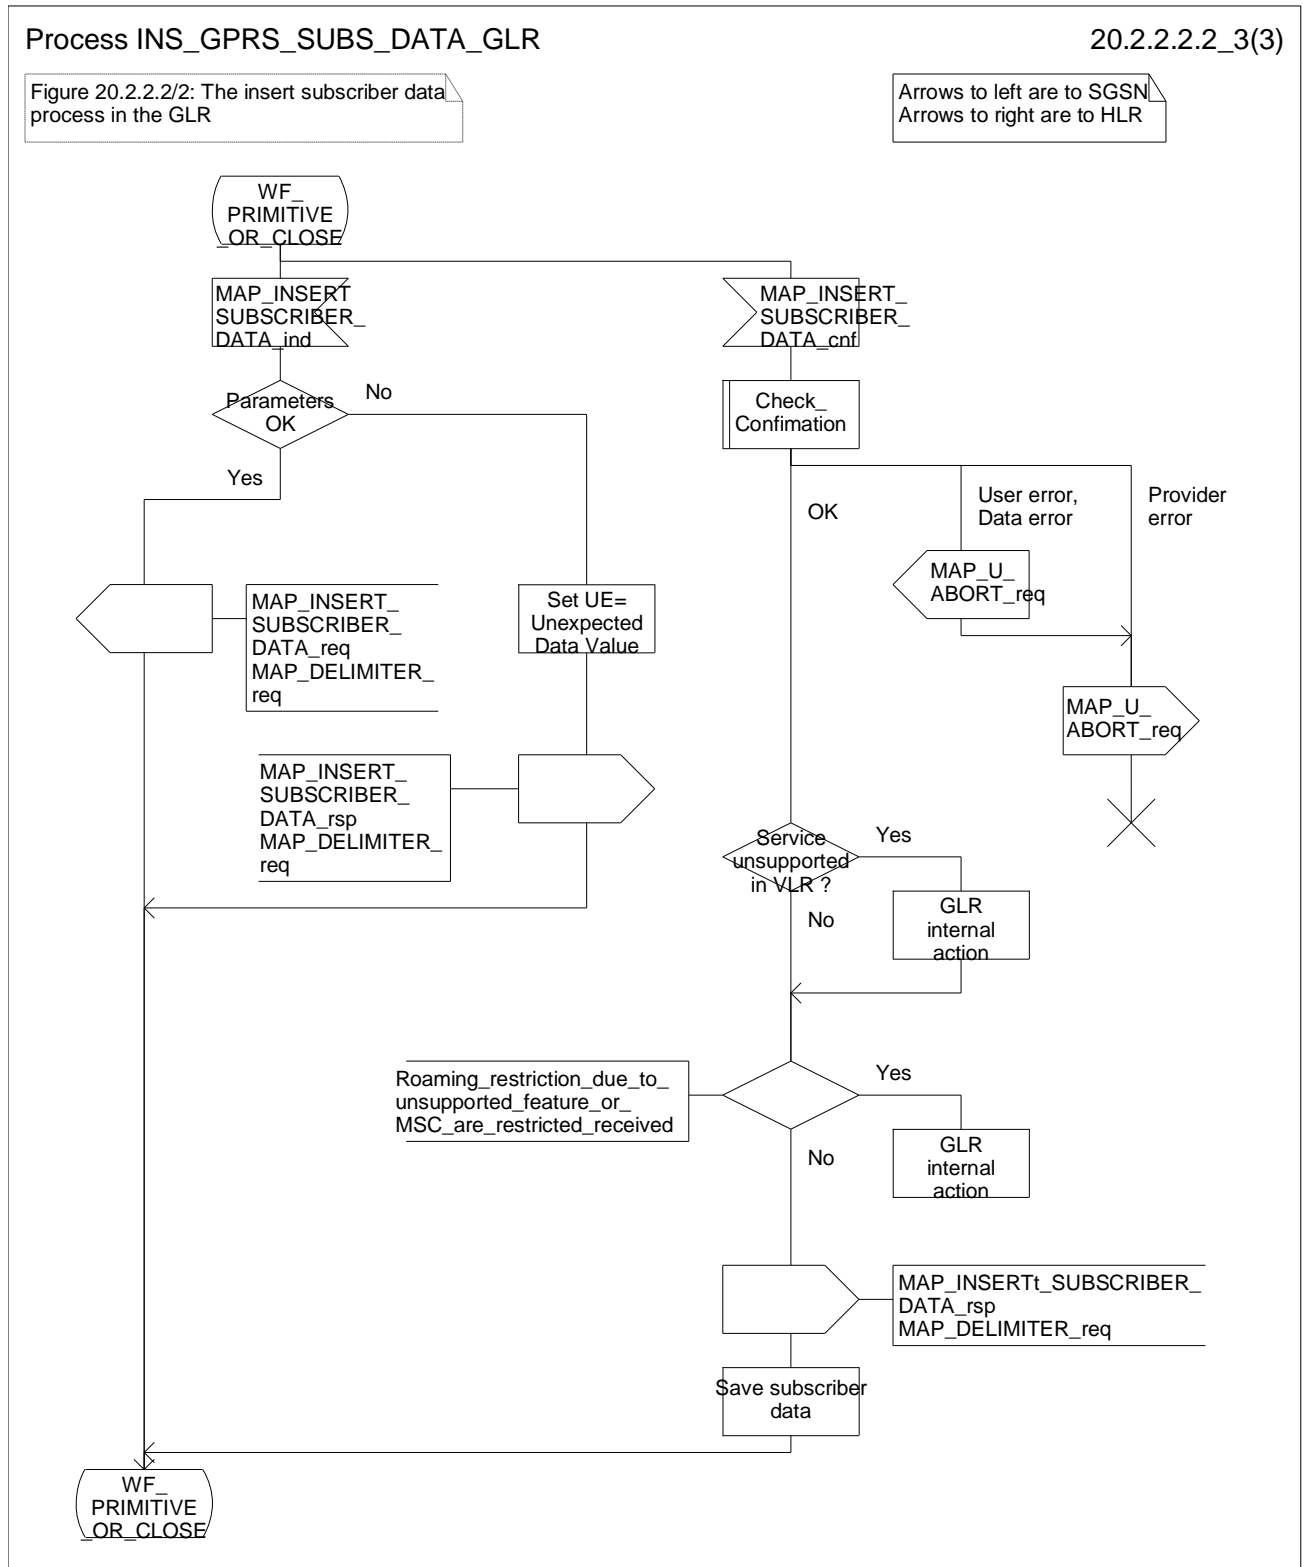 Process INS_GPRS_SUBS_DATA_GLR
20.2.2.2.2_3(3)
Figure 20.2.2.2/2: The insert subscriber data
process in the GLR
Arrows to left are to SGSN
Arrows to right are to HLR
WF_
PRIMITIVE
_OR_CLOSE
MAP_INSERT
SUBSCRIBER_
DATA_ind
MAP_INSERT_
SUBSCRIBER_
DATA_cnf
Parameters
OK
No
Yes
Check_
Confimation
OK
User error,
Data error
Provider
error
MAP_U_
ABORT_req
MAP_INSERT_
SUBSCRIBER_
DATA_req
MAP_DELIMITER_
req
Set UE=
Unexpected
Data Value
MAP_U_
ABORT_req
MAP_INSERT_
SUBSCRIBER_
DATA_rsp
MAP_DELIMITER_
req
Service
unsupported
in VLR ?
Yes
No
GLR
internal
action
Roaming_restriction_due_to_
unsupported_feature_or_
MSC_are_restricted_received
Yes
No
GLR
internal
action
MAP_INSERTt_SUBSCRIBER_
DATA_rsp
MAP_DELIMITER_req
Save subscriber
data
WF_
PRIMITIVE
_OR_CLOSE